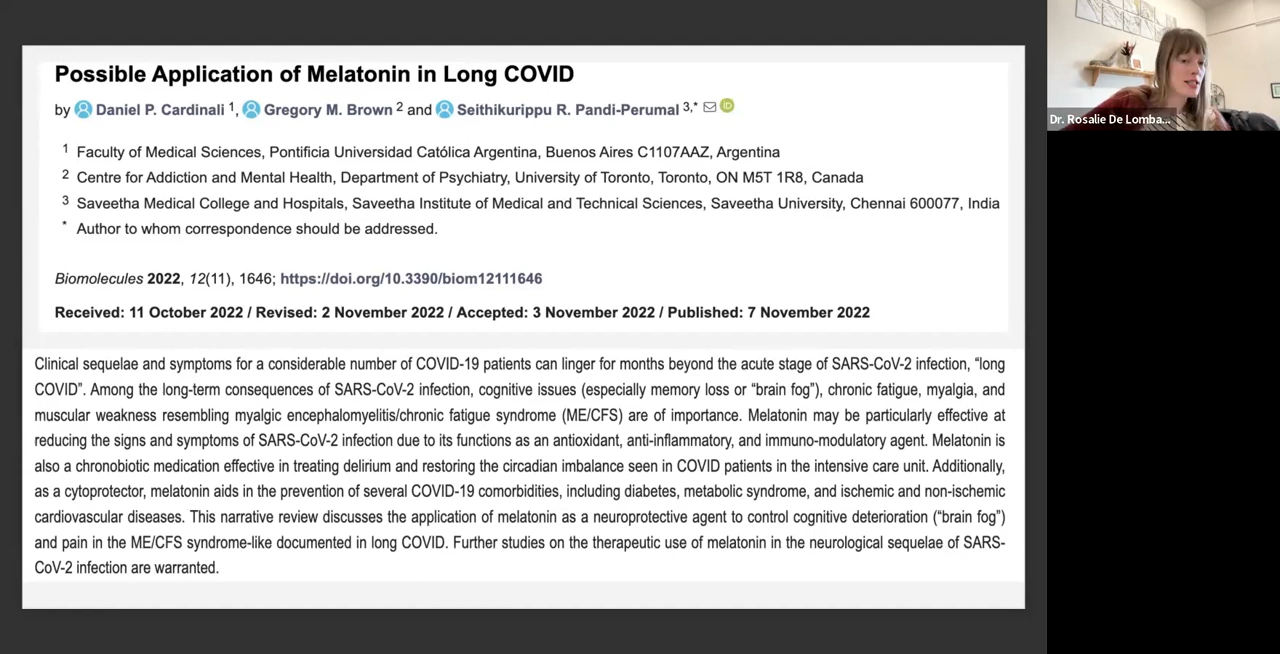 Possible Application of Melatonin in Long COVID
by Daniel P. Cardinali 1, Gregory M. Brown 2 and Seithikurippu R. Pandi-Perumal 3,*
1 Faculty of Medical Sciences, Pontificia Universidad Católica Argentina, Buenos Aires C1107AAZ, Argentina
2 Centre for Addiction and Mental Health, Department of Psychiatry, University of Toronto, Toronto, ON M5T 1R8, Canada
3 Saveetha Medical College and Hospitals, Saveetha Institute of Medical and Technical Sciences, Saveetha University, Chennai 600077, India
* Author to whom correspondence should be addressed.
Biomolecules 2022, 12(11), 1646; https://doi.org/10.3390/biom12111646
Received: 11 October 2022 / Revised: 2 November 2022 / Accepted: 3 November 2022 / Published: 7 November 2022
Clinical sequelae and symptoms for a considerable number of COVID-19 patients can linger for months beyond the acute stage of SARS-CoV-2 infection, “long
COVID”. Among the long-term consequences of SARS-CoV-2 infection, cognitive issues (especially memory loss or “brain fog”), chronic fatigue, myalgia, and
muscular weakness resembling myalgic encephalomyelitis/chronic fatigue syndrome (ME/CFS) are of importance. Melatonin may be particularly effective at
reducing the signs and symptoms of SARS-CoV-2 infection due to its functions as an antioxidant, anti-inflammatory, and immuno-modulatory agent. Melatonin is
also a chronobiotic medication effective in treating delirium and restoring the circadian imbalance seen in COVID patients in the intensive care unit. Additionally,
as a cytoprotector, melatonin aids in the prevention of several COVID-19 comorbidities, including diabetes, metabolic syndrome, and ischemic and non-ischemic
cardiovascular diseases. This narrative review discusses the application of melatonin as a neuroprotective agent to control cognitive deterioration (“brain fog”)
and pain in the ME/CFS syndrome-like documented in long COVID. Further studies on the therapeutic use of melatonin in the neurological sequelae of SARS-
CoV-2 infection are warranted.
Dr. Rosalie De Lomba...